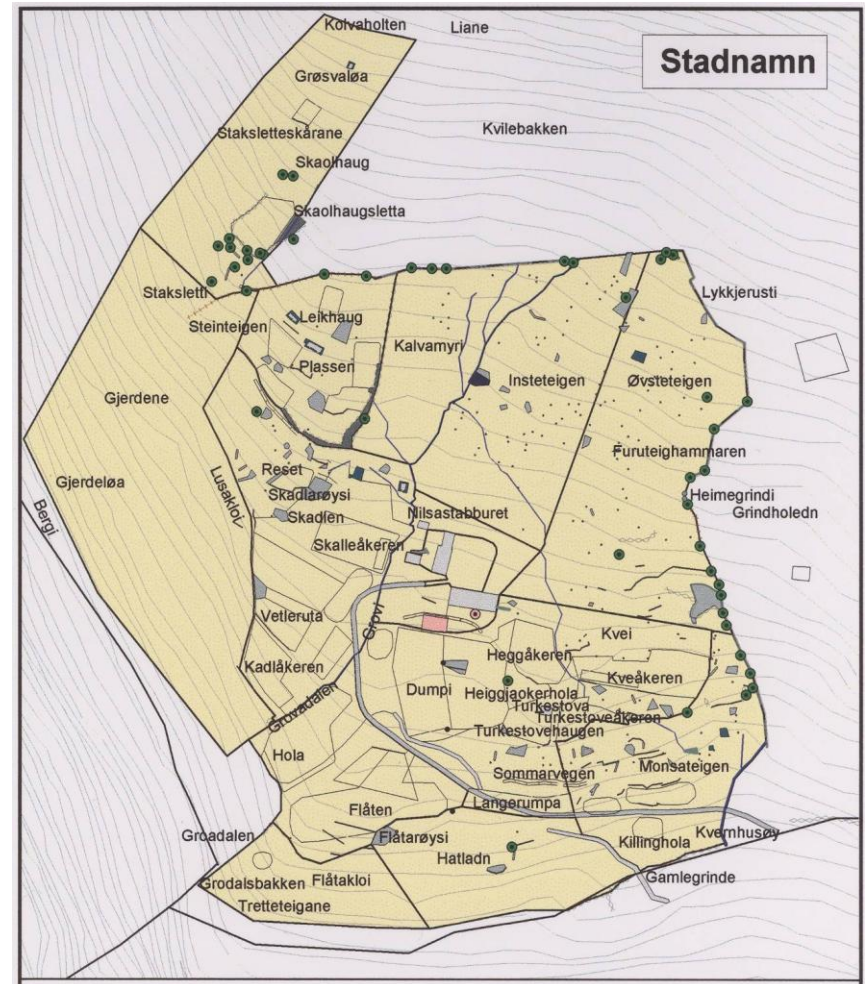 Kolvaholten
Liane
Stadnamn
Grøsvaløa
Staksletteskårane
Kvilebakken
Skaolhaug
Skaolhaugsletta
Staksletti
Lykkjerusti
Steinteigen
Leikhaug
Kalvamyri
Plassen
Insteteigen
Øvsteteigen
Gjerdene
Furuteighammaren
Gjerdeløa
Reset
Lusakloi
Skadlarøysi
Heimegrindi
Bergi
Skadlen
Nilsastabburet
Grindholedn
Skalleåkeren
Vetleruta
Grovi
Kvei
Heggåkeren
Kadlåkeren
Kveåkeren
Dumpi
Heiggjaokerhola
Turkestova
Turkestoveåkeren
Grovadalen
Turkestovehaugen
Hola
Sommarvegen
Monsateigen
Langerumpa
Flåten
Kvernhusøy
Groadalen
Flåtarøysi
Killinghola
Hatladn
Gamlegrinde
Grodalsbakken
Flåtakloi
Tretteteigane